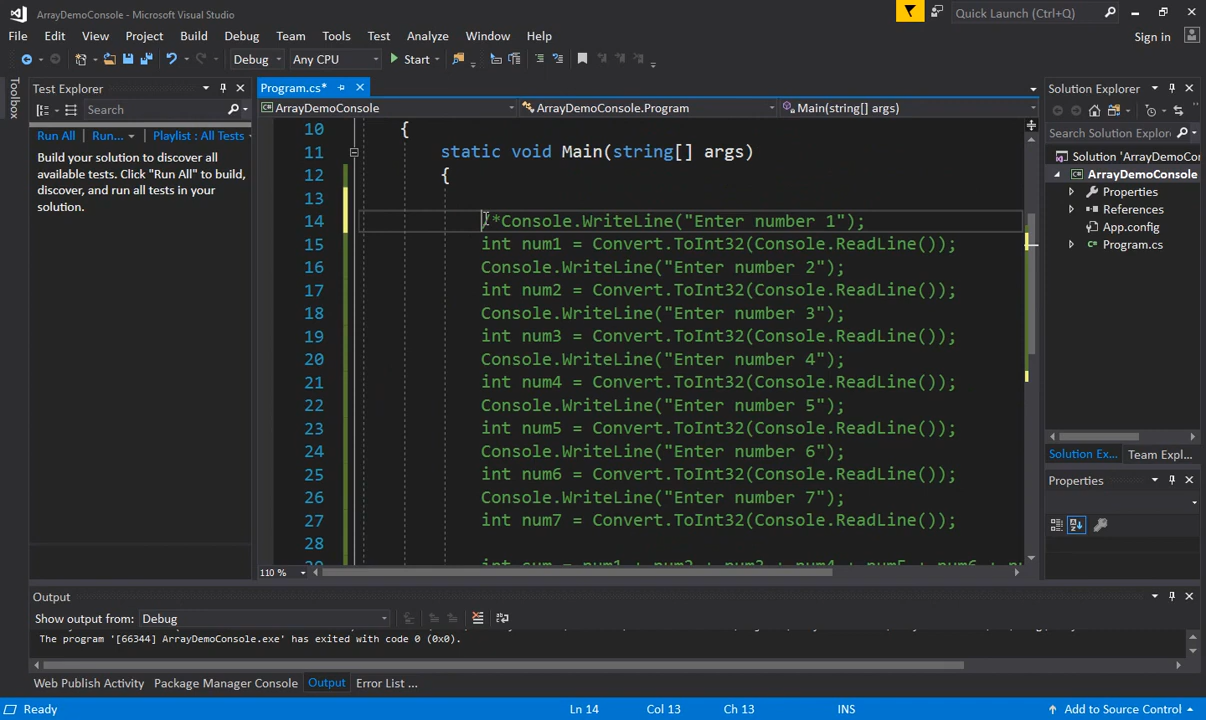 ArrayDemoConsole - Microsoft Visual Studio
Quick Launch (Ctrl+Q)
File Edit View Project Build Debug Team Tools Test Analyze Window Help
Sign in
Debug Any CPU Start
Toolbox
Test Explorer
Search
Run All Run... Playlist : All Tests
Build your solution to discover all
available tests. Click "Run All" to build,
discover, and run all tests in your
solution.
Program.cs*
ArrayDemoConsole ArrayDemoConsole.Program Main(string[] args)
10 {
11 static void Main(string[] args)
12 {
13
14 /*Console.WriteLine("Enter number 1");
15 int num1 = Convert.ToInt32(Console.ReadLine());
16 Console.WriteLine("Enter number 2");
17 int num2 = Convert.ToInt32(Console.ReadLine());
18 Console.WriteLine("Enter number 3");
19 int num3 = Convert.ToInt32(Console.ReadLine());
20 Console.WriteLine("Enter number 4");
21 int num4 = Convert.ToInt32(Console.ReadLine());
22 Console.WriteLine("Enter number 5");
23 int num5 = Convert.ToInt32(Console.ReadLine());
24 Console.WriteLine("Enter number 6");
25 int num6 = Convert.ToInt32(Console.ReadLine());
26 Console.WriteLine("Enter number 7");
27 int num7 = Convert.ToInt32(Console.ReadLine());
28
int sum = num1 + num2 + num3 + num4 + num5 + num6 +
110 %
Solution Explorer
Search Solution Explor
Solution 'ArrayDemoCor
ArrayDemoConsole
Properties
References
App.config
Program.cs
Solution Ex... Team Expl...
Properties
Output
Show output from: Debug
The program '[66344] ArrayDemoConsole.exe' has exited with code 0 (0x0).
Web Publish Activity Package Manager Console Output Error List ...
Ready Ln 14 Col 13 Ch 13 INS Add to Source Control